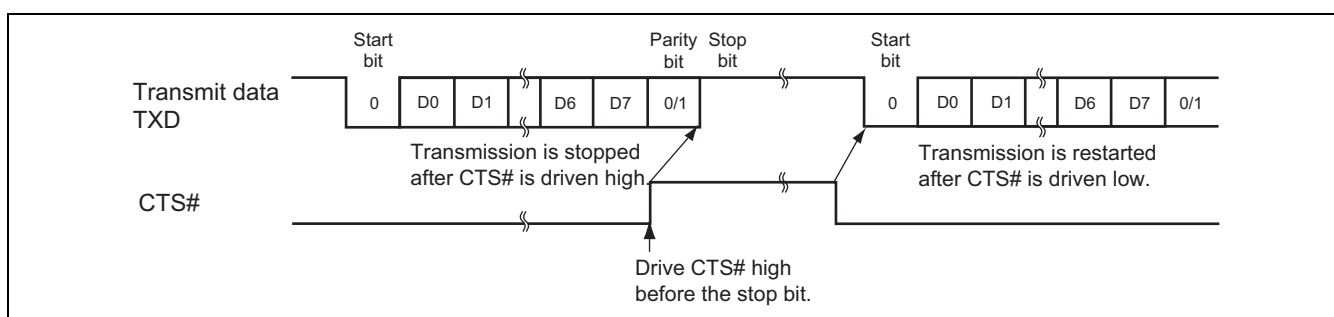 Start
bit
Parity
bit
Stop
bit
Start
bit
Transmit data
TXD
0
D0
D1
D6
D7
0/1
0
D0
D1
D6
D7
0/1
Transmission is stopped
after CTS# is driven high.
Transmission is restarted
after CTS# is driven low.
CTS#
Drive CTS# high
before the stop bit.